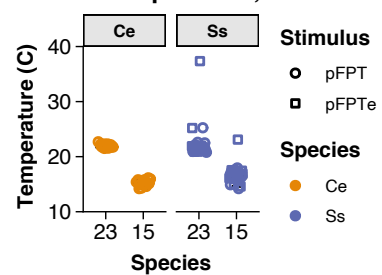 Ce Ss
Temperature (C)
40
30
20
10
23 15 23 15
Species
Stimulus
pFPT
pFPTe
Species
Ce
Ss